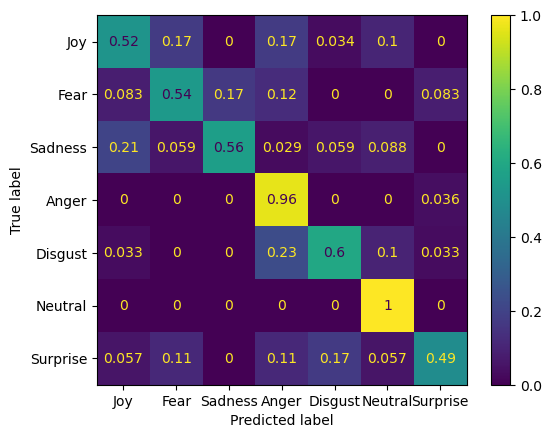 1.0
Joy 0.52 0.17 0 0.17 0.034 0.1 0
Fear 0.083 0.54 0.17 0.12 0 0 0.083
0.8
Sadness 0.21 0.059 0.56 0.029 0.059 0.088 0
0.6
True label
Anger 0 0 0 0.96 0 0 0.036
0.4
Disgust 0.033 0 0 0.23 0.6 0.1 0.033
Neutral 0 0 0 0 0 1 0
0.2
Surprise 0.057 0.11 0 0.11 0.17 0.057 0.49
0.0
Joy Fear Sadness Anger Disgust Neutral Surprise
Predicted label